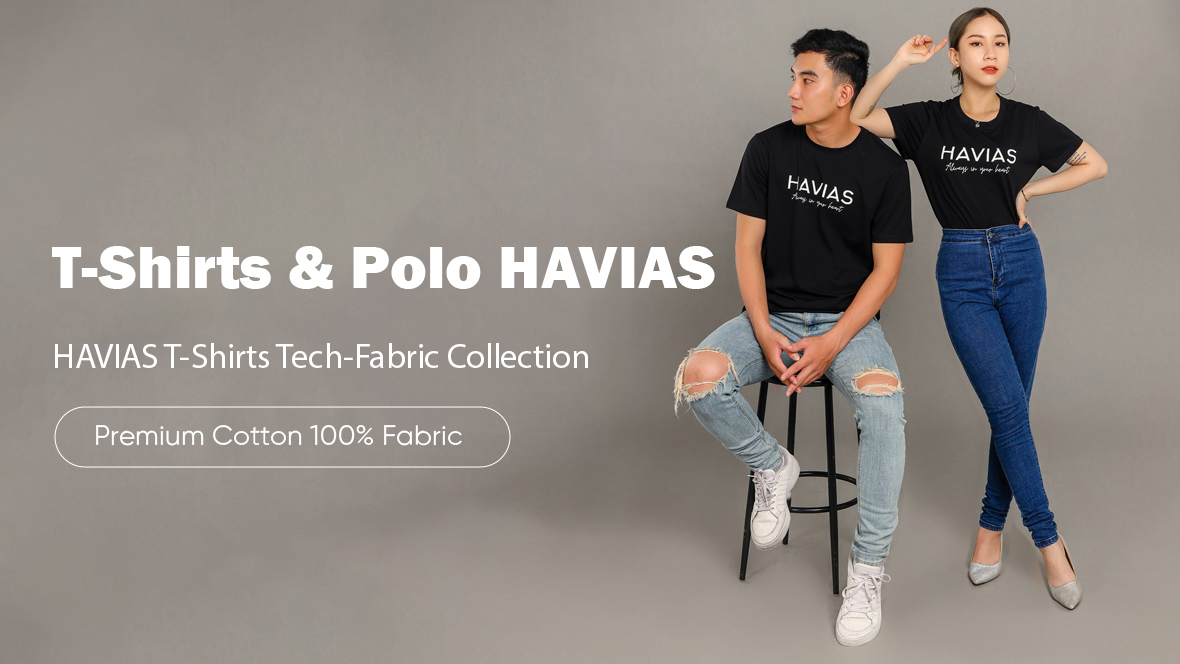 T-Shirts & Polo HAVIAS
HAVIAS T-Shirts Tech-Fabric Collection
Premium Cotton 100% Fabric
HAVIAS
Always in your heart
HAVIAS
Always in your heart